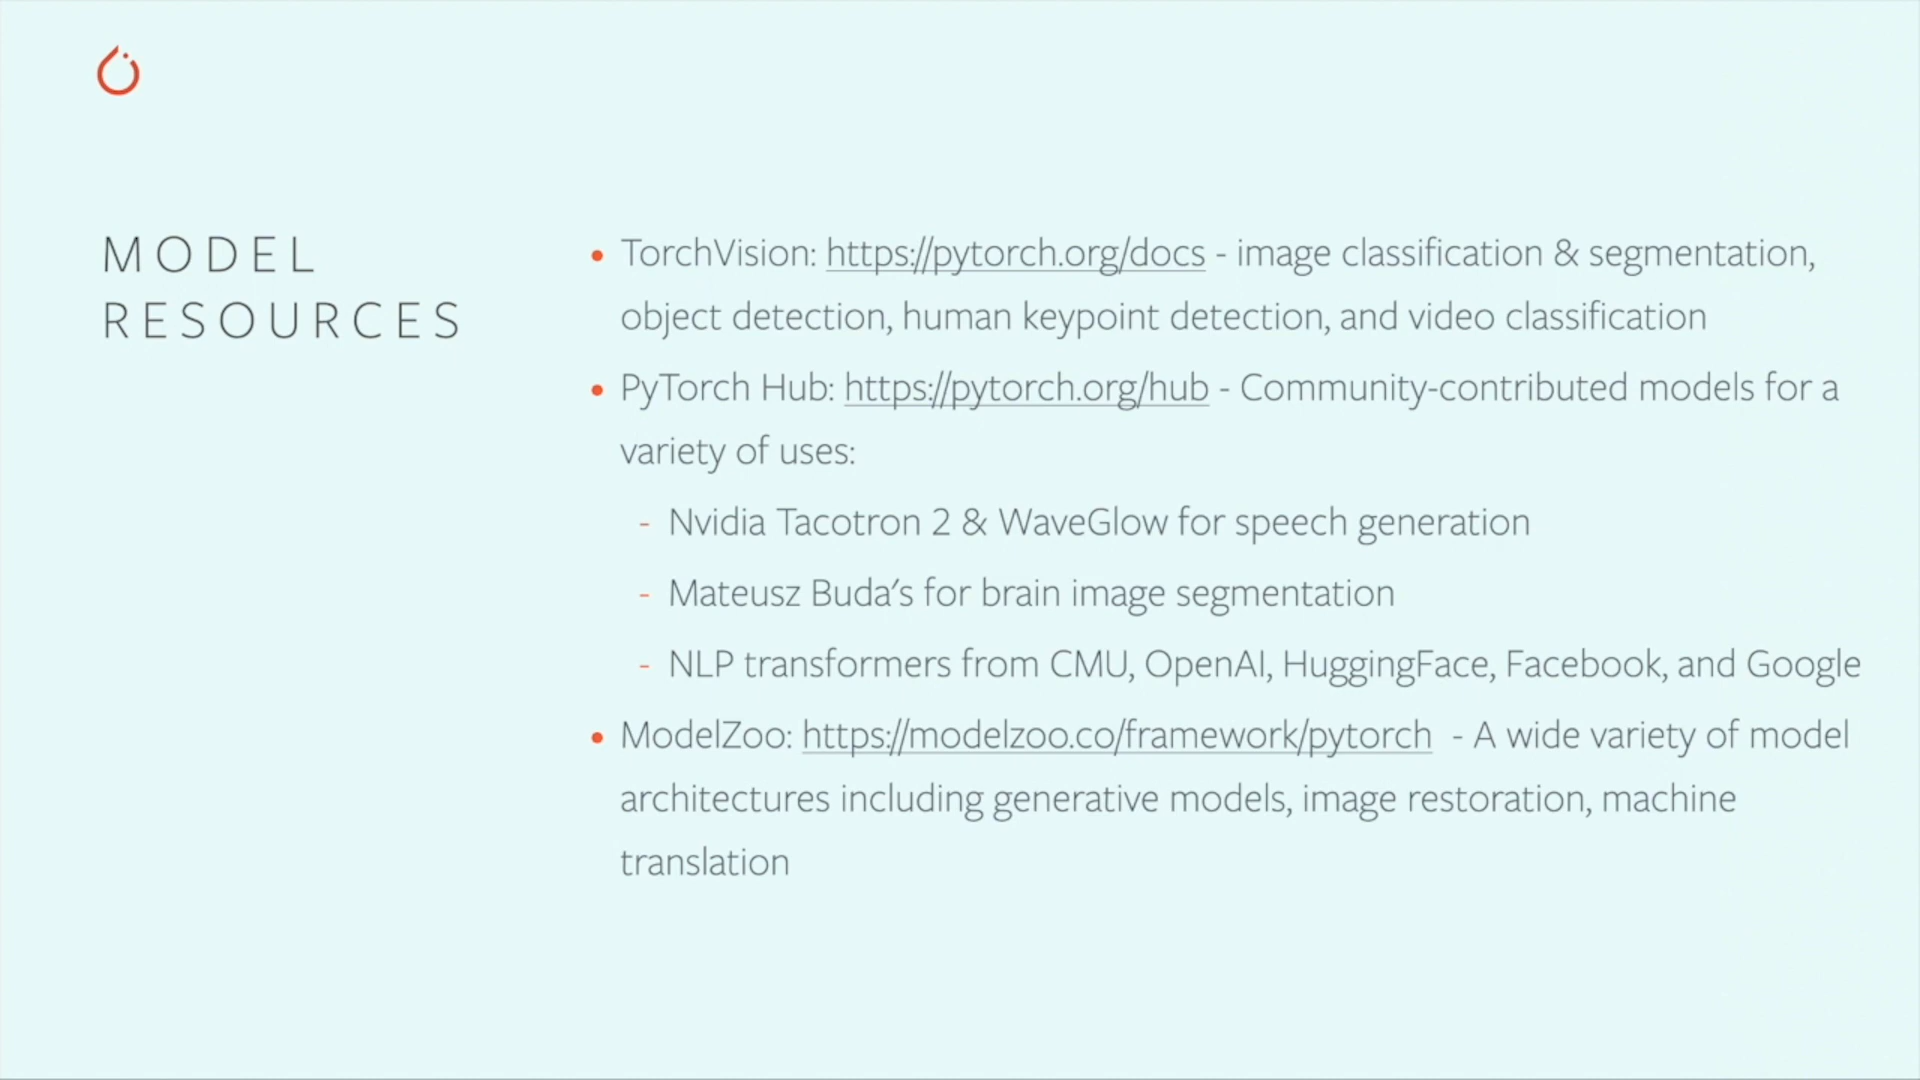 MODEL
RESOURCES
• TorchVision: https://pytorch.org/docs - image classification & segmentation,
object detection, human keypoint detection, and video classification
• PyTorch Hub: https://pytorch.org/hub - Community-contributed models for a
variety of uses:
- Nvidia Tacotron 2 & WaveGlow for speech generation
- Mateusz Buda's for brain image segmentation
- NLP transformers from CMU, OpenAI, HuggingFace, Facebook, and Google
• ModelZoo: https://modelzoo.co/framework/pytorch - A wide variety of model
architectures including generative models, image restoration, machine
translation